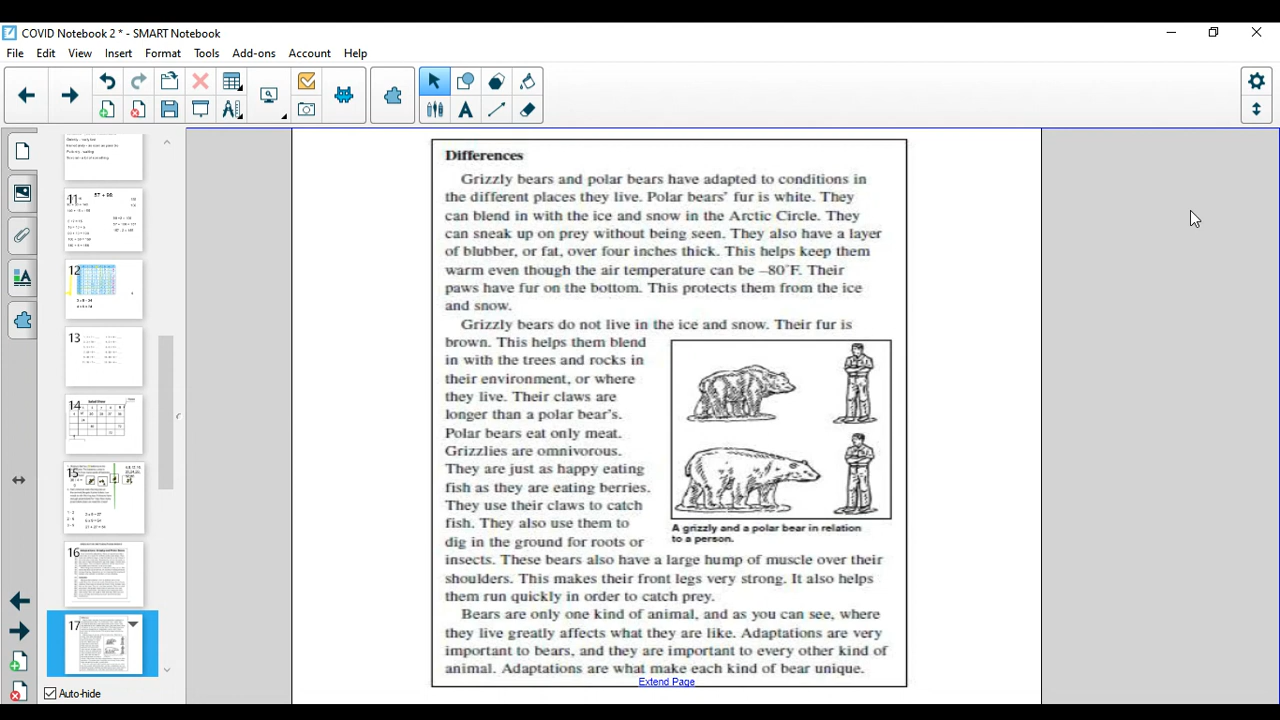 COVID Notebook 2 * - SMART Notebook
File Edit View Insert Format Tools Add-ons Account Help
11
57 + 98
12
13
14
15
16
17
Auto-hide
Differences
Grizzly bears and polar bears have adapted to conditions in
the different places they live. Polar bears' fur is white. They
can blend in with the ice and snow in the Arctic Circle. They
can sneak up on prey without being seen. They also have a layer
of blubber, or fat, over four inches thick. This helps keep them
warm even though the air temperature can be –80˚F. Their
paws have fur on the bottom. This protects them from the ice
and snow.
Grizzly bears do not live in the ice and snow. Their fur is
brown. This helps them blend
in with the trees and rocks in
their environment, or where
they live. Their claws are
longer than a polar bear's.
Polar bears eat only meat.
Grizzlies are omnivorous.
They are just as happy eating
fish as they are eating berries.
They use their claws to catch
fish. They also use them to
dig in the ground for roots or
insects. These bears also have a large hump of muscle over their
shoulders. This makes their front legs very strong. It also helps
them run quickly in order to catch prey.
Bears are only one kind of animal, and as you can see, where
they live greatly affects what they are like. Adaptations are very
important to bears, and they are important to every other kind of
animal. Adaptations are what make each kind of bear unique.
A grizzly and a polar bear in relation
to a person.
Extend Page